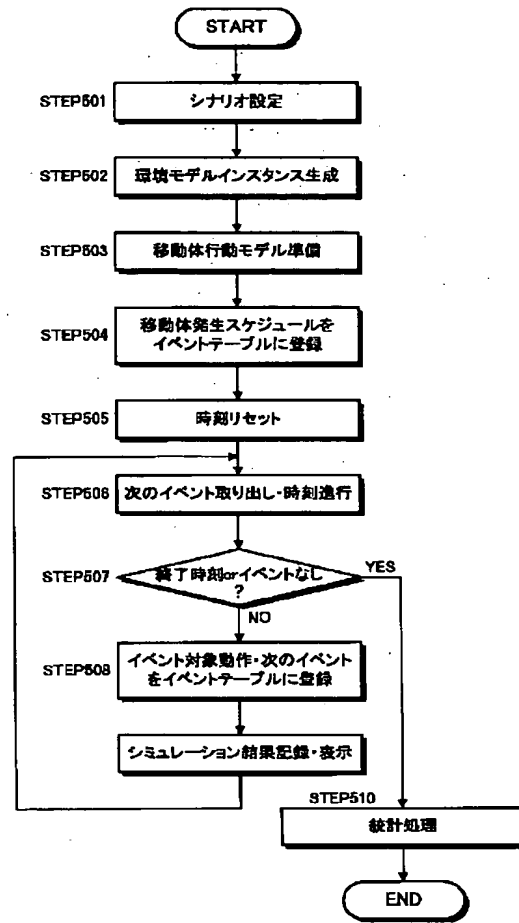 START
STEP501
シナリオ設定
STEP502
環境モデルインスタンス生成
STEP503
移動体行動モデル準備
STEP504
移動体発生スケジュールを
イベントテーブルに登録
STEP505
時刻リセット
STEP506
次のイベント取り出し・時刻進行
STEP507
終了時刻orイベントなし
?
YES
NO
STEP508
イベント対象動作・次のイベント
をイベントテーブルに登録
シミュレーション結果記録・表示
STEP510
統計処理
END